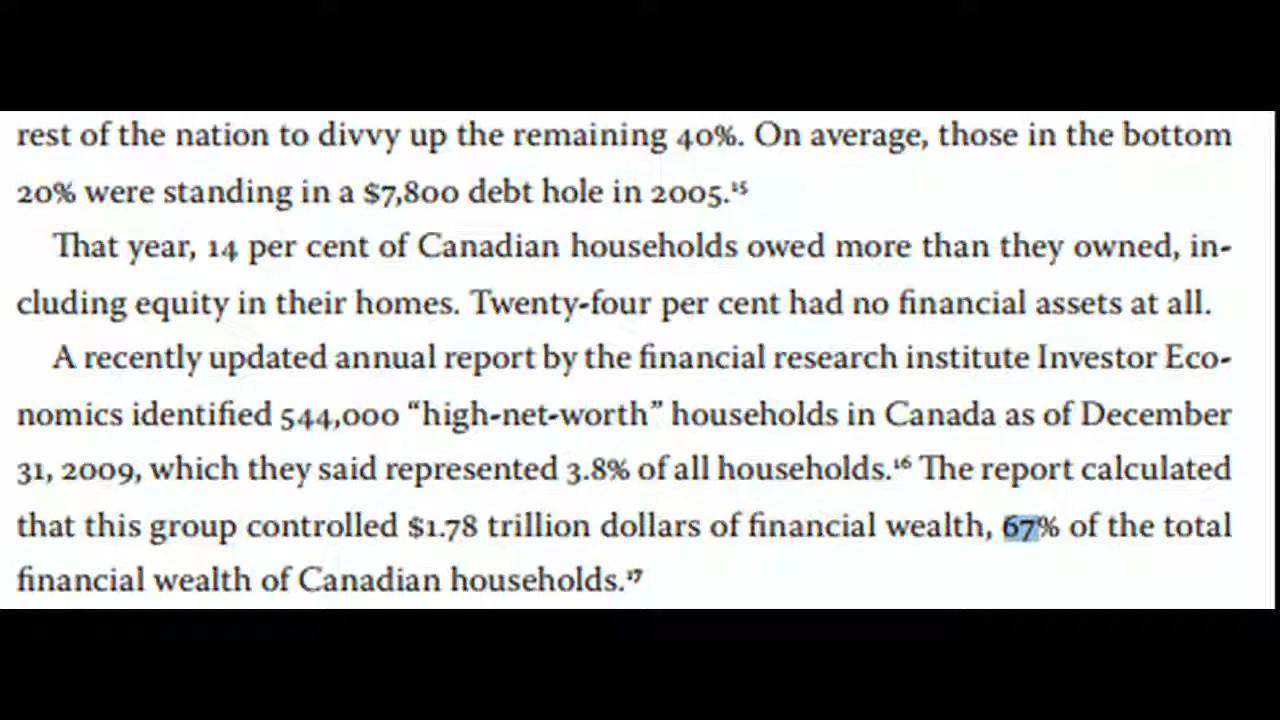 rest of the nation to divvy up the remaining 40%. On average, those in the bottom
20% were standing in a $7,800 debt hole in 2005.¹⁵
That year, 14 per cent of Canadian households owed more than they owned, in-
cluding equity in their homes. Twenty-four per cent had no financial assets at all.
A recently updated annual report by the financial research institute Investor Eco-
nomics identified 544,000 “high-net-worth” households in Canada as of December
31, 2009, which they said represented 3.8% of all households.¹⁶ The report calculated
that this group controlled $1.78 trillion dollars of financial wealth, 67% of the total
financial wealth of Canadian households.¹⁷